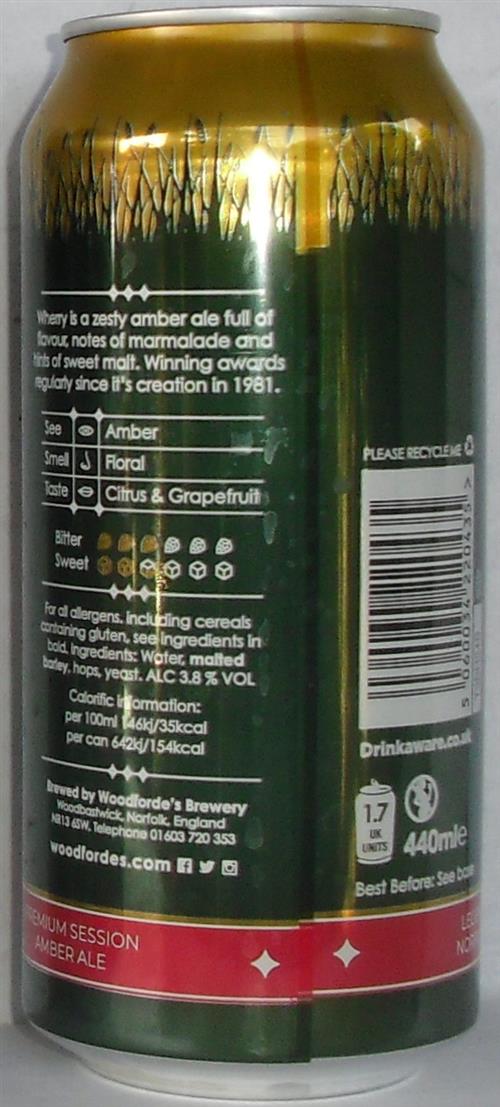 Wherry is a zesty amber ale full of
flavour, notes of marmalade and
hints of sweet malt. Winning awards
regularly since it's creation in 1981.
See Amber
Smell Floral
Taste Citrus & Grapefruit
Bitter
Sweet
For all allergens, including cereals
containing gluten, see ingredients in
bold. Ingredients: Water, malted
barley, hops, yeast. ALC 3.8 % VOL
Calorific information:
per 100ml 146kj/35kcal
per can 642kj/154kcal
Brewed by Woodforde's Brewery
Woodbastwick, Norfolk, England
NR13 6SW, Telephone 01603 720 353
woodfordes.com
PREMIUM SESSION
AMBER ALE
PLEASE RECYCLE ME
5 060034 220435 >
Drinkaware.co.uk
1.7
UK
UNITS
440ml e
Best Before: See base